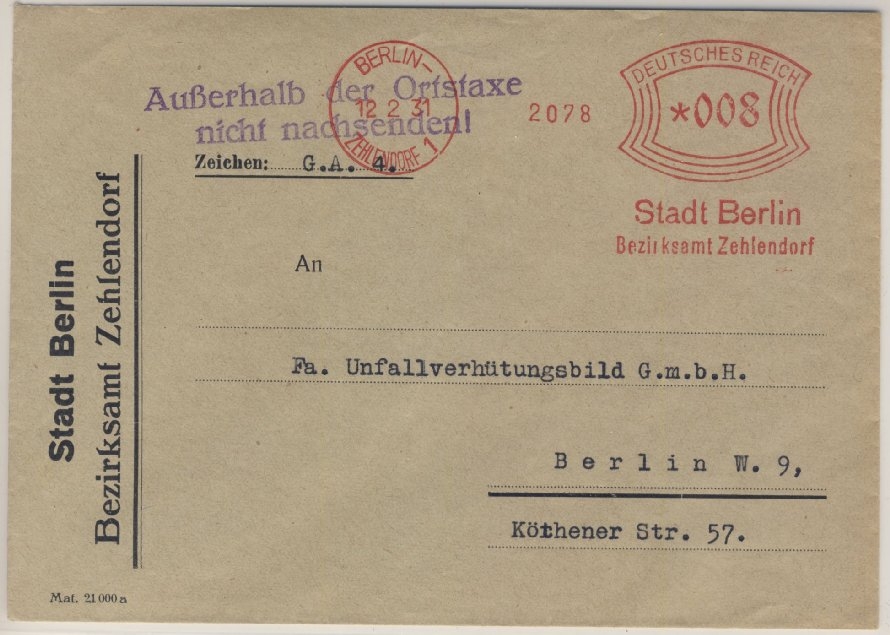 Außerhalb der Ortstaxe
nicht nachsenden!
BERLIN-
12 2 31
ZEHLENDORF 1
2078
DEUTSCHES REICH
*008
Stadt Berlin
Bezirksamt Zehlendorf
Zeichen: G.A. 4.
Stadt Berlin
Bezirksamt Zehlendorf
An
Fa. Unfallverhütungsbild G.m.b.H.
Berlin W. 9,
Köthener Str. 57.
Mat. 21000a